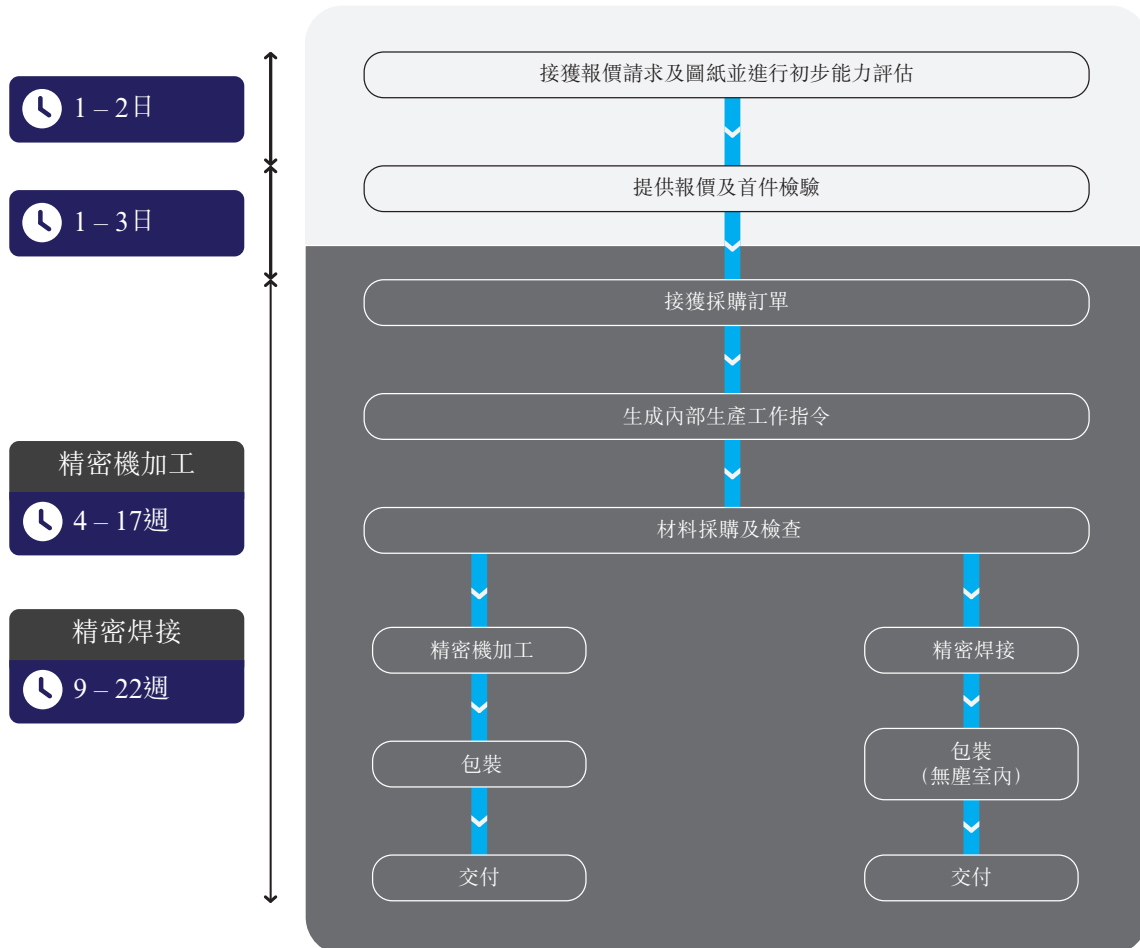 接獲報價請求及圖紙並進行初步能力評估
1 – 2日
提供報價及首件檢驗
1 – 3日
接獲採購訂單
生成內部生產工作指令
精密機加工
4 – 17週
材料採購及檢查
精密焊接
9 – 22週
精密機加工
精密焊接
包裝
包裝
（無塵室內）
交付
交付